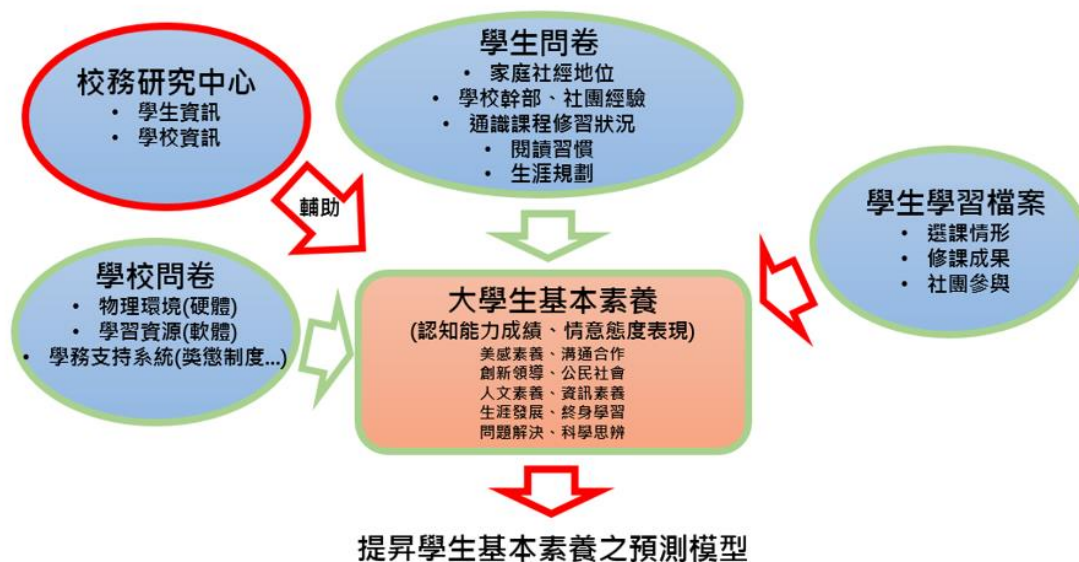 校務研究中心
• 學生資訊
• 學校資訊
學生問卷
• 家庭社經地位
• 學校幹部、社團經驗
• 通識課程修習狀況
• 閱讀習慣
• 生涯規劃
輔助
學校問卷
• 物理環境(硬體)
• 學習資源(軟體)
• 學務支持系統(獎懲制度...)
學生學習檔案
• 選課情形
• 修課成果
• 社團參與
大學生基本素養
(認知能力成績、情意態度表現)
美感素養、溝通合作
創新領導、公民社會
人文素養、資訊素養
生涯發展、終身學習
問題解決、科學思辨
提昇學生基本素養之預測模型